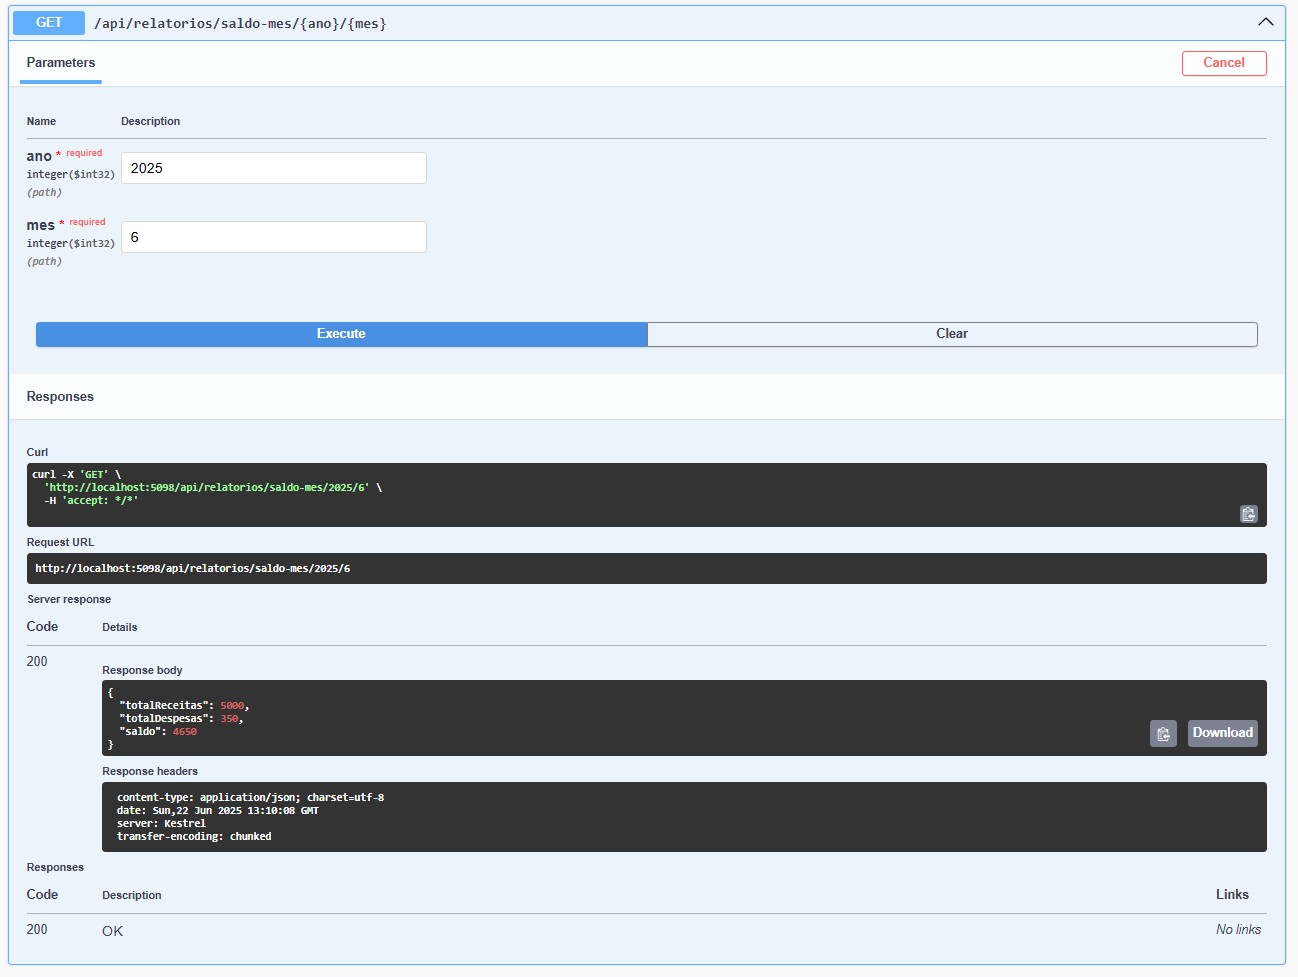 GET /api/relatorios/saldo-mes/{ano}/{mes}
Parameters
Cancel
Name Description
ano * required
integer($int32)
(path)
2025
mes * required
integer($int32)
(path)
6
Execute Clear
Responses
Curl
curl -X 'GET' \
'http://localhost:5098/api/relatorios/saldo-mes/2025/6' \
-H 'accept: */*'
Request URL
http://localhost:5098/api/relatorios/saldo-mes/2025/6
Server response
Code Details
200
Response body
{
"totalReceitas": 5000,
"totalDespesas": 350,
"saldo": 4650
}
Download
Response headers
content-type: application/json; charset=utf-8
date: Sun,22 Jun 2025 13:10:08 GMT
server: Kestrel
transfer-encoding: chunked
Responses
Code Description Links
200 OK No links